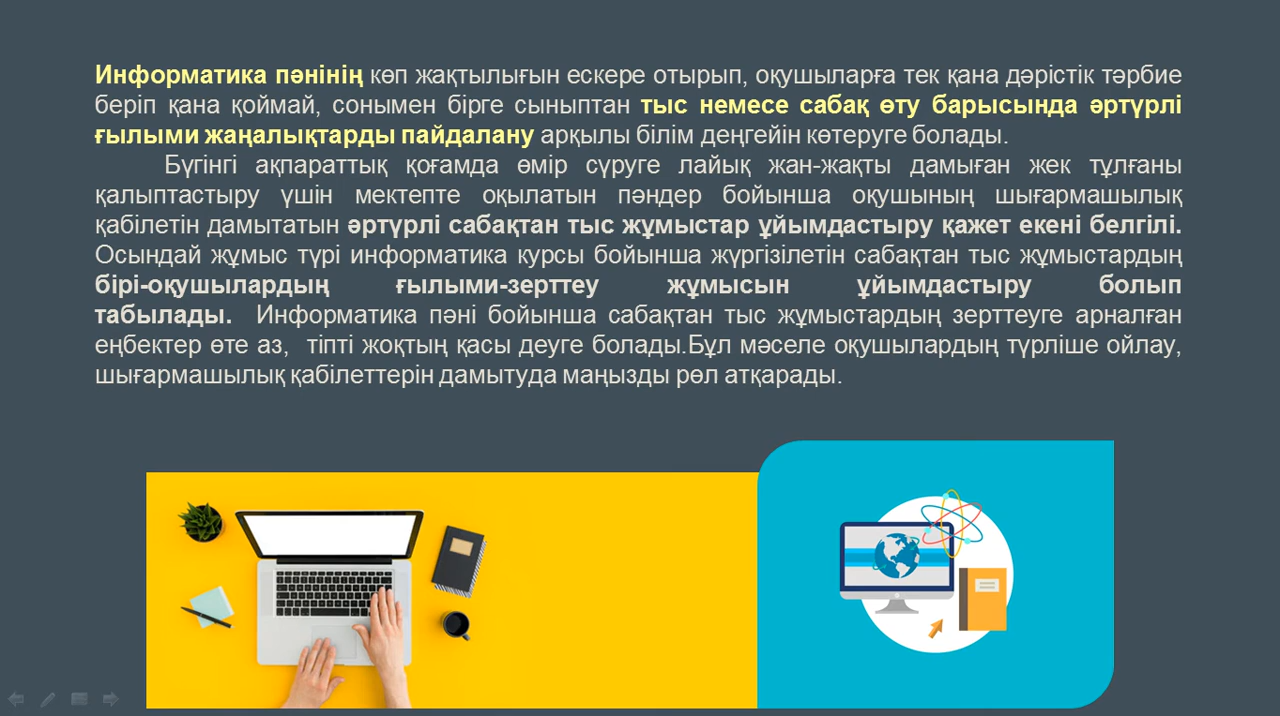 Информатика пәнінің көп жақтылығын ескере отырып, оқушыларға тек қана дәрістік тәрбие
беріп қана қоймай, сонымен бірге сыныптан тыс немесе сабақ өту барысында әртүрлі
ғылыми жаңалықтарды пайдалану арқылы білім деңгейін көтеруге болады.
Бүгінгі ақпараттық қоғамда өмір сүруге лайық жан-жақты дамыған жек тұлғаны
қалыптастыру үшін мектепте оқылатын пәндер бойынша оқушының шығармашылық
қабілетін дамытатын әртүрлі сабақтан тыс жұмыстар ұйымдастыру қажет екені белгілі.
Осындай жұмыс түрі информатика курсы бойынша жүргізілетін сабақтан тыс жұмыстардың
бірі-оқушылардың ғылыми-зерттеу жұмысын ұйымдастыру болып
табылады. Информатика пәні бойынша сабақтан тыс жұмыстардың зерттеуге арналған
еңбектер өте аз, тіпті жоқтың қасы деуге болады.Бұл мәселе оқушылардың түрліше ойлау,
шығармашылық қабілеттерін дамытуда маңызды рөл атқарады.